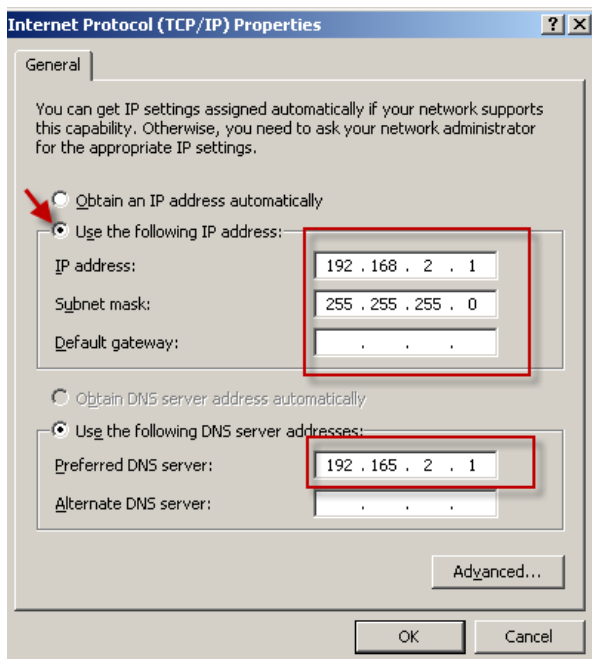 Internet Protocol (TCP/IP) Properties
General
You can get IP settings assigned automatically if your network supports
this capability. Otherwise, you need to ask your network administrator
for the appropriate IP settings.
Obtain an IP address automatically
Use the following IP address:
IP address: 192 . 168 . 2 . 1
Subnet mask: 255 . 255 . 255 . 0
Default gateway: . . .
Obtain DNS server address automatically
Use the following DNS server addresses:
Preferred DNS server: 192 . 165 . 2 . 1
Alternate DNS server: . . .
Advanced...
OK Cancel